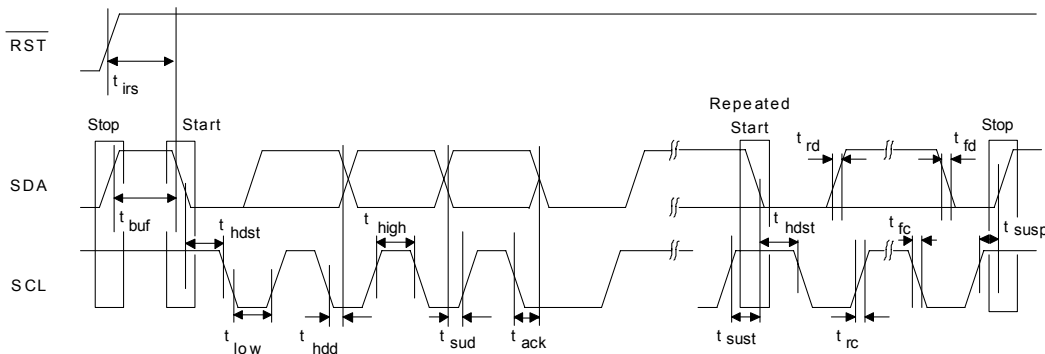 RST
t irs
Repeated
Stop
Start
Start
Stop
t rd
t fd
SDA
t buf
t hdst
t high
t hdst
t fc
t susp
SCL
t low
t hdd
t sud
t ack
t sust
t rc